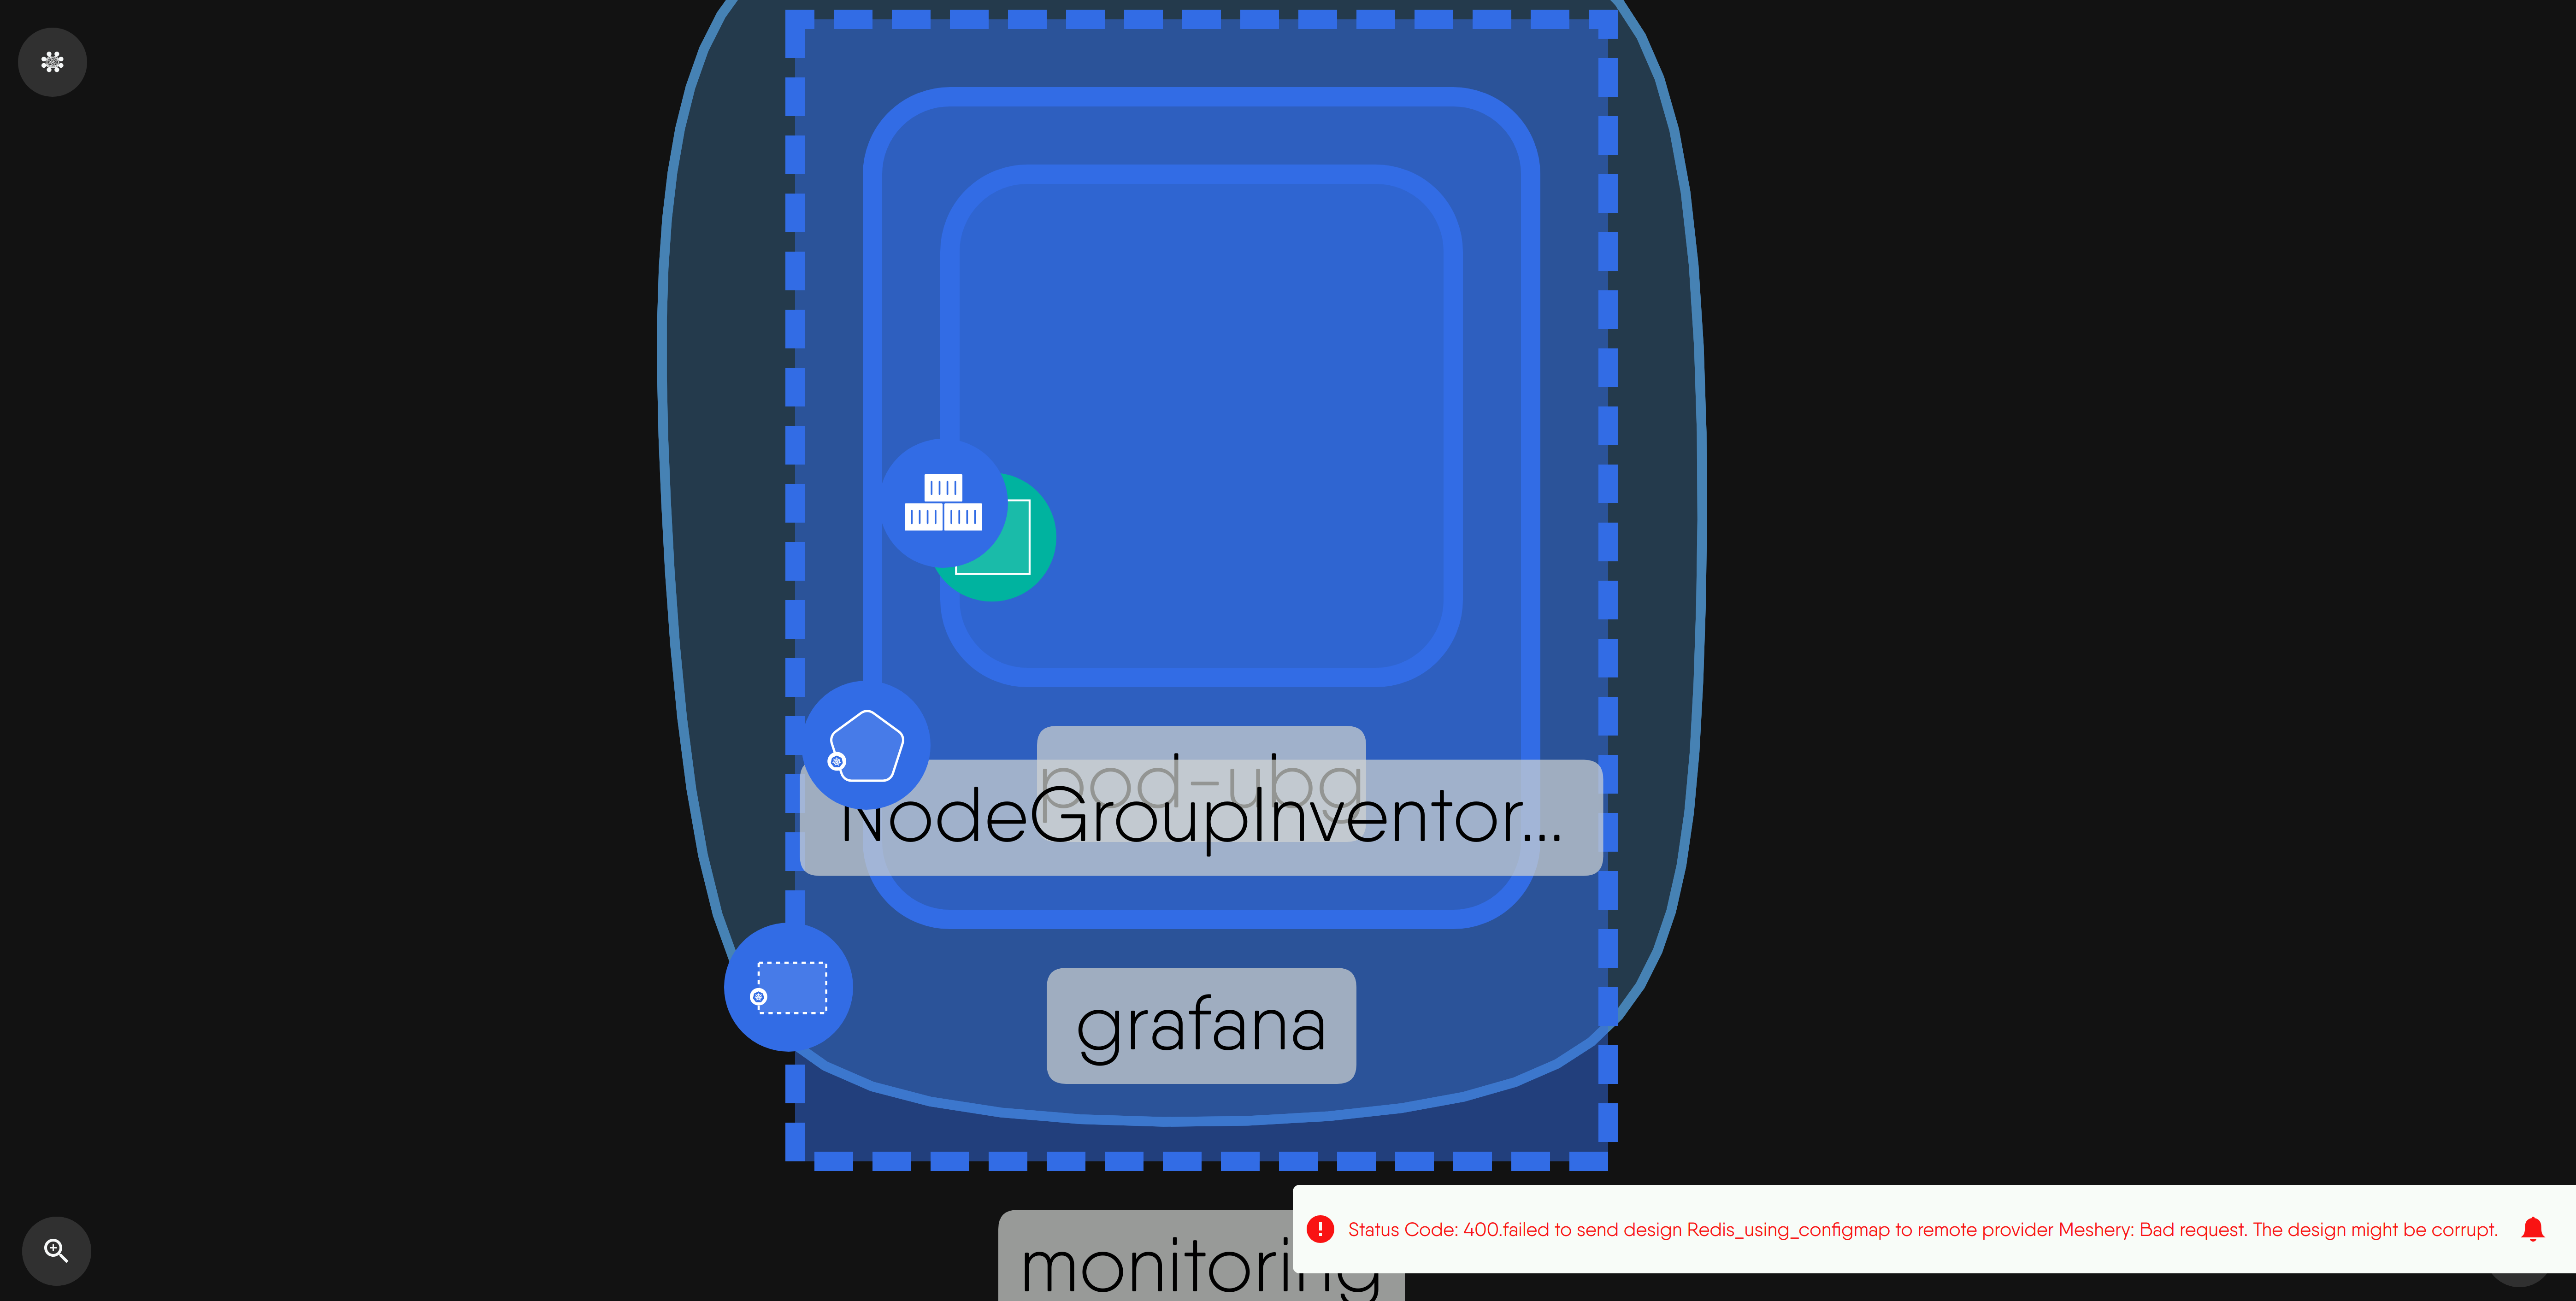 pod-ubg
NodeGroupInventor...
grafana
monitoring
Status Code: 400.failed to send design Redis_using_configmap to remote provider Meshery: Bad request. The design might be corrupt.